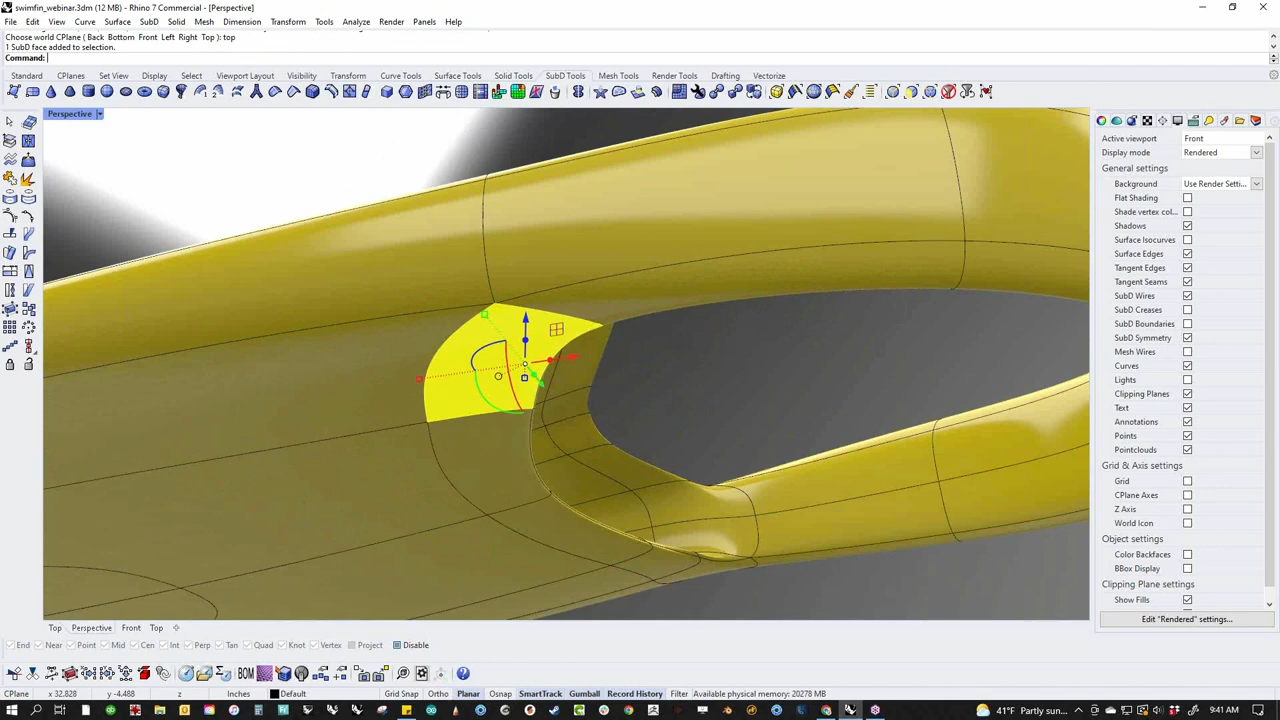 swimfin_webinar.3dm (12 MB) - Rhino 7 Commercial - [Perspective]
File Edit View Curve Surface SubD Solid Mesh Dimension Transform Tools Analyze Render Panels Help
Choose world CPlane ( Back Bottom Front Left Right Top ): top
1 SubD face added to selection.
Command:
Standard CPlanes Set View Display Select Viewport Layout Visibility Transform Curve Tools Surface Tools Solid Tools SubD Tools Mesh Tools Render Tools Drafting Vectorize
Perspective
Active viewport Front
Display mode Rendered
General settings
Background Use Render Setti...
Flat Shading
Shade vertex col...
Shadows
Surface Isocurves
Surface Edges
Tangent Edges
Tangent Seams
SubD Wires
SubD Creases
SubD Boundaries
SubD Symmetry
Mesh Wires
Curves
Lights
Clipping Planes
Text
Annotations
Points
Pointclouds
Grid & Axis settings
Grid
CPlane Axes
Z Axis
World Icon
Object settings
Color Backfaces
BBox Display
Clipping Plane settings
Show Fills
Edit "Rendered" settings...
Top Perspective Front Top
End Near Point Mid Cen Int Perp Tan Quad Knot Vertex Project Disable
BOM
CPlane x 32.828 y -4.488 z Inches Default Grid Snap Ortho Planar Osnap SmartTrack Gumball Record History Filter Available physical memory: 20278 MB
41°F Partly sun... 9:41 AM